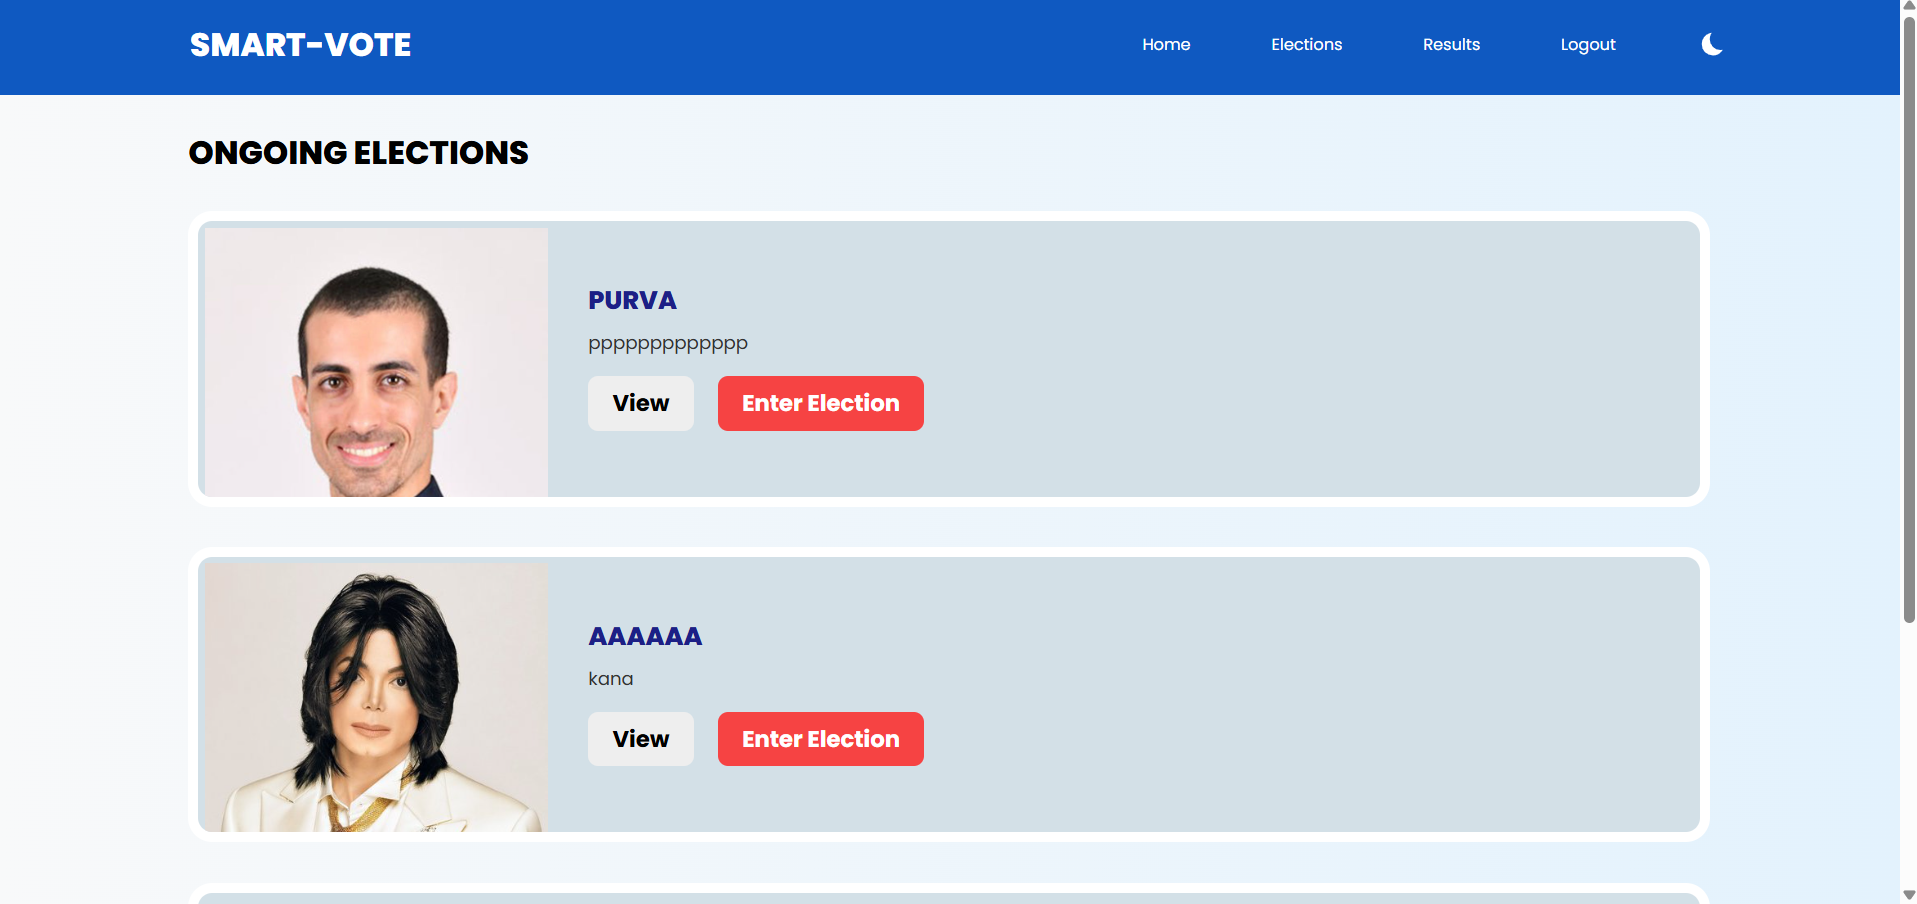 SMART-VOTE
Home Elections Results Logout
ONGOING ELECTIONS
PURVA
ppppppppppppp
View Enter Election
AAAAAA
kana
View Enter Election